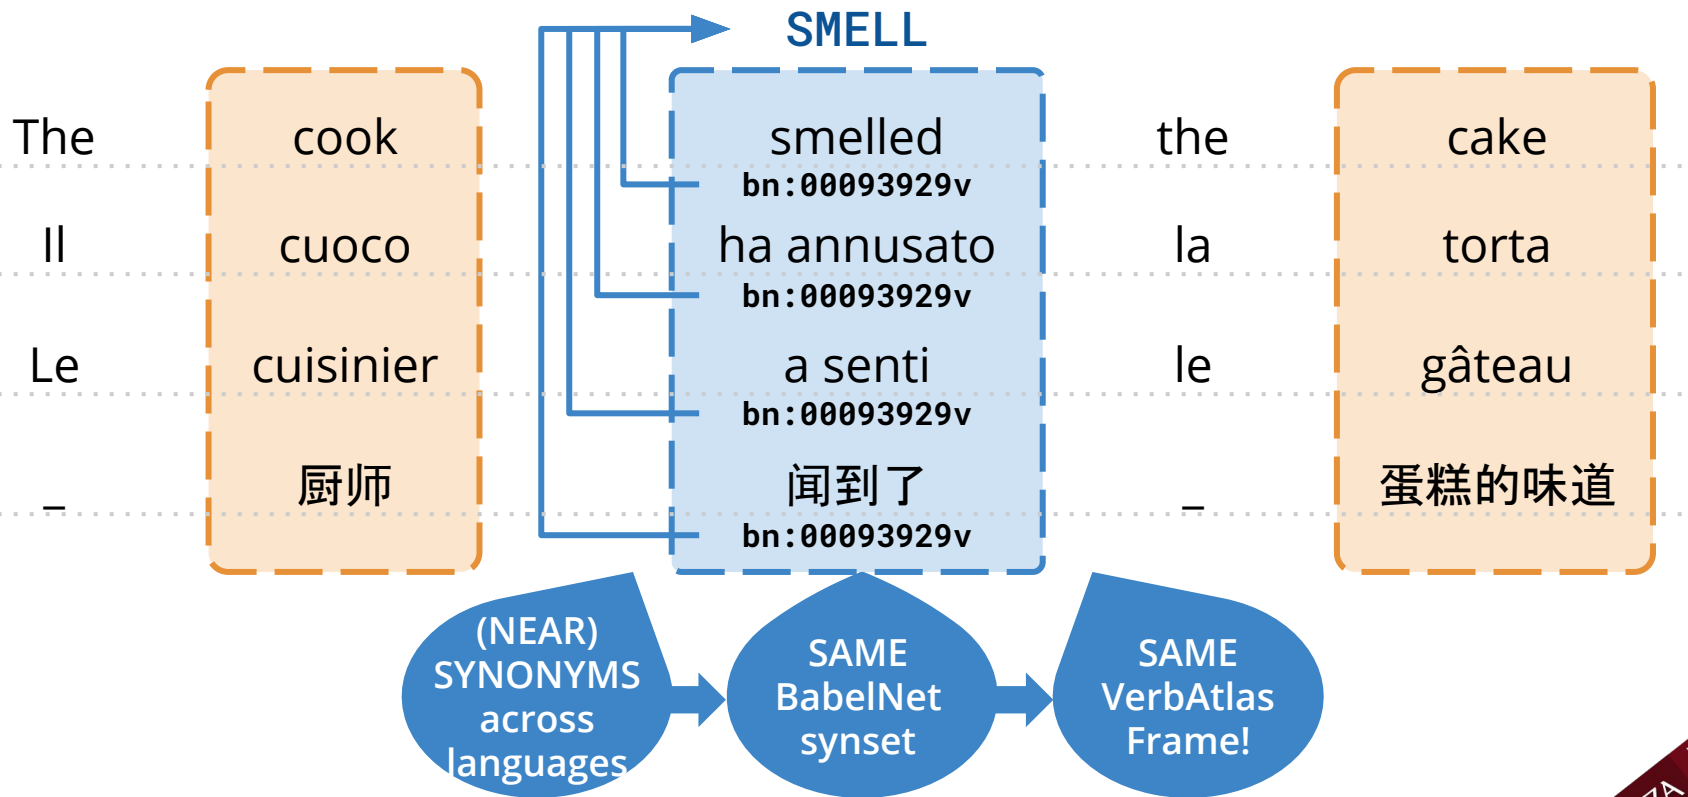 SMELL
The cook smelled the cake
bn:00093929v
Il cuoco ha annusato la torta
bn:00093929v
Le cuisinier a senti le gâteau
bn:00093929v
_ 厨师 闻到了 _ 蛋糕的味道
bn:00093929v
(NEAR)
SYNONYMS
across
languages
SAME
BabelNet
synset
SAME
VerbAtlas
Frame!